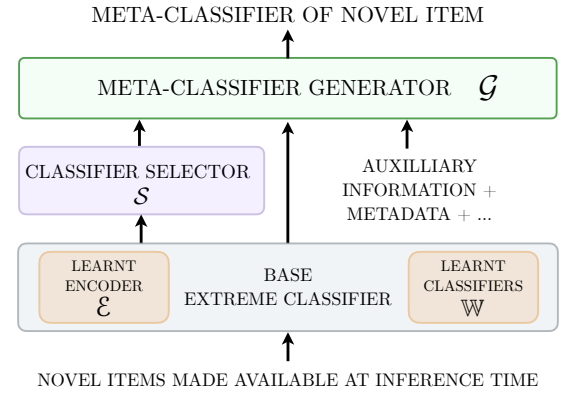 META-CLASSIFIER OF NOVEL ITEM
META-CLASSIFIER GENERATOR 𝒢
CLASSIFIER SELECTOR
𝒮
AUXILLIARY
INFORMATION +
METADATA + ...
LEARNT
ENCODER
ℰ
BASE
EXTREME CLASSIFIER
LEARNT
CLASSIFIERS
𝕎
NOVEL ITEMS MADE AVAILABLE AT INFERENCE TIME